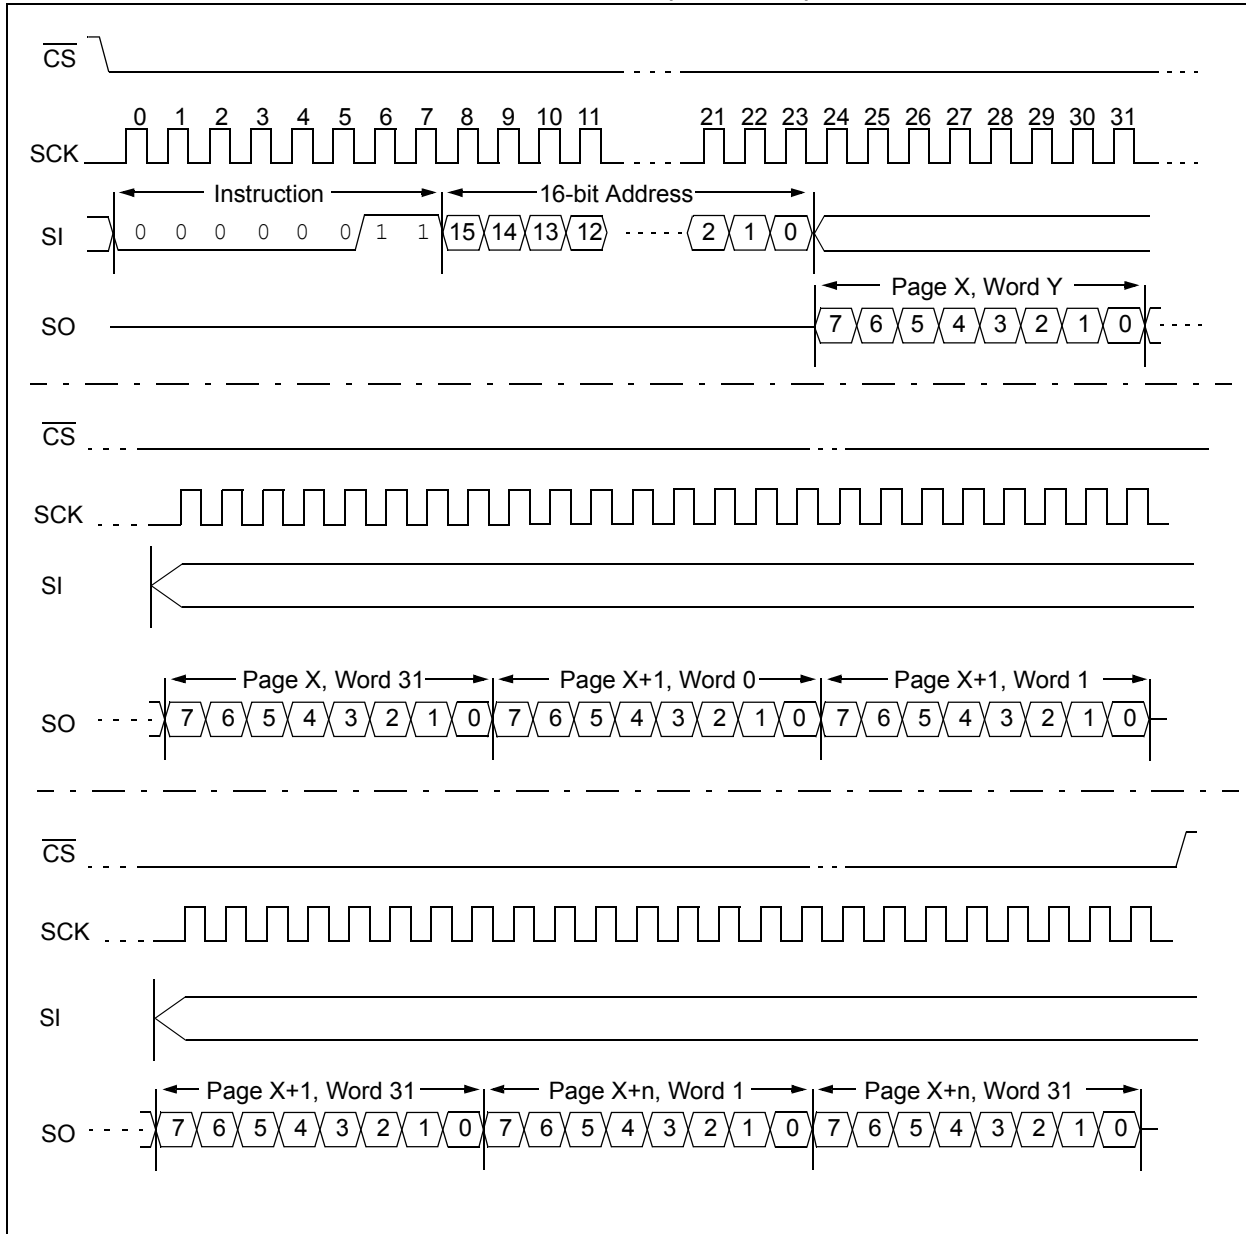 CS
0 1 2 3 4 5 6 7 8 9 10 11 21 22 23 24 25 26 27 28 29 30 31
SCK
Instruction 16-bit Address
SI 0 0 0 0 0 0 1 1 15 14 13 12 2 1 0
Page X, Word Y
SO 7 6 5 4 3 2 1 0
CS
SCK
SI
Page X, Word 31 Page X+1, Word 0 Page X+1, Word 1
SO 7 6 5 4 3 2 1 0 7 6 5 4 3 2 1 0 7 6 5 4 3 2 1 0
CS
SCK
SI
Page X+1, Word 31 Page X+n, Word 1 Page X+n, Word 31
SO 7 6 5 4 3 2 1 0 7 6 5 4 3 2 1 0 7 6 5 4 3 2 1 0